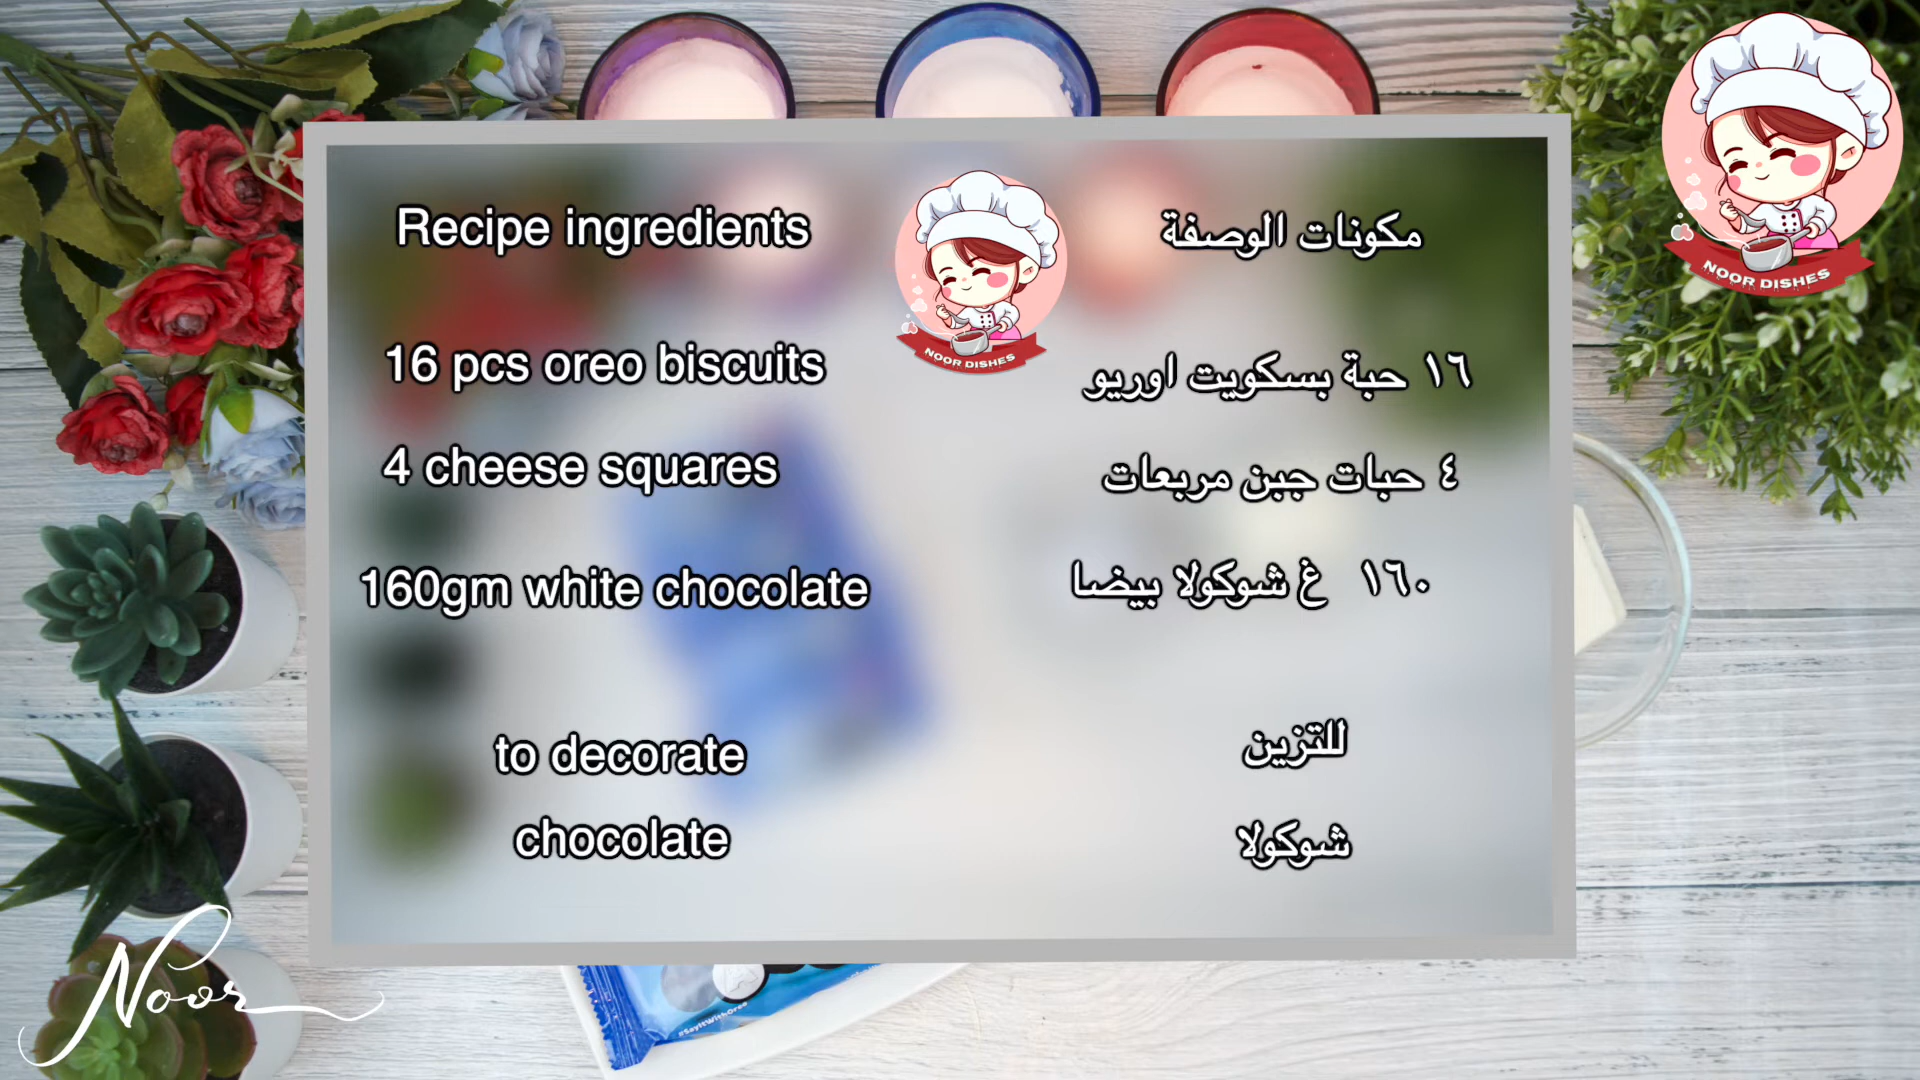 Recipe ingredients
16 pcs oreo biscuits
4 cheese squares
160gm white chocolate
to decorate
chocolate
مكونات الوصفة
١٦ حبة بسكويت اوريو
٤ حبات جبن مربعات
١٦٠ غ شوكولا بيضا
للتزين
شوكولا
NOOR DISHES
NOOR DISHES
Noor
#SayItWithOreo